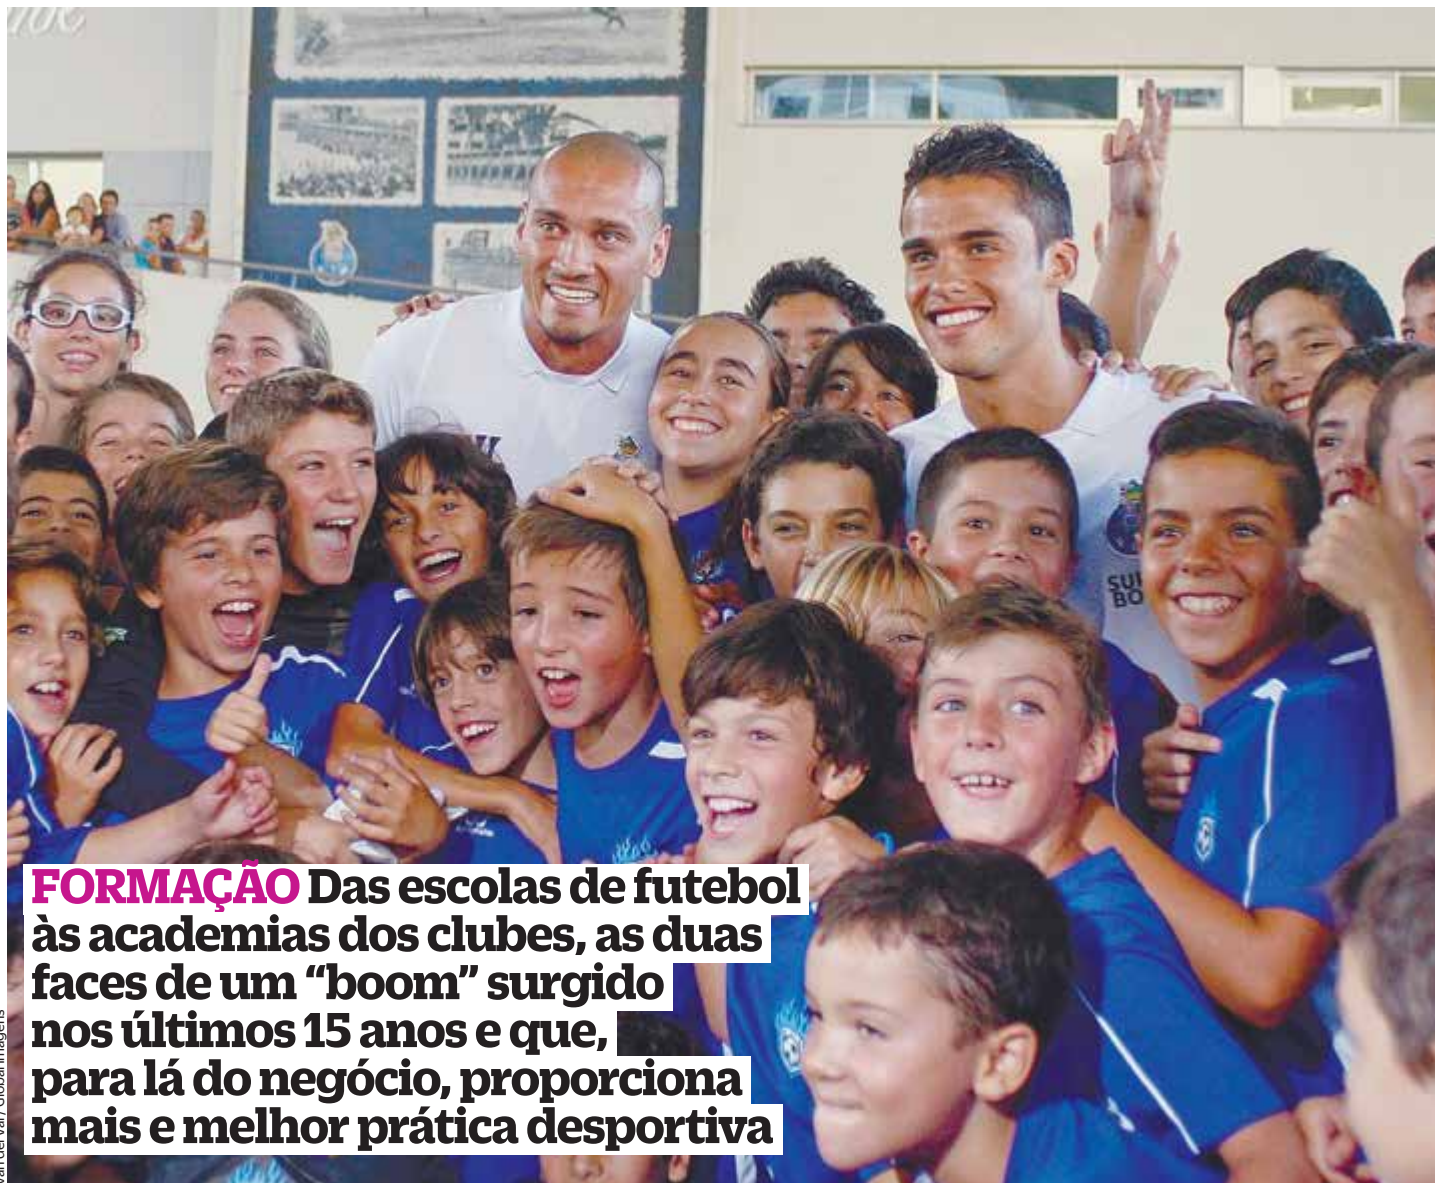 FORMAÇÃO Das escolas de futebol
às academias dos clubes, as duas
faces de um “boom” surgido
nos últimos 15 anos e que,
para lá do negócio, proporciona
mais e melhor prática desportiva